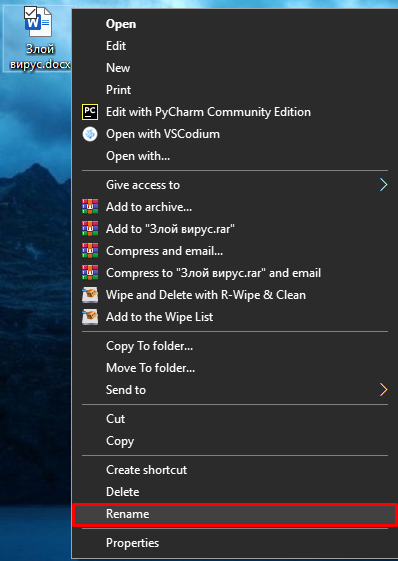 Злой
вирус.docx
Open
Edit
New
Print
PC Edit with PyCharm Community Edition
Open with VSCodium
Open with...
Give access to
Add to archive...
Add to "Злой вирус.rar"
Compress and email...
Compress to "Злой вирус.rar" and email
Wipe and Delete with R-Wipe & Clean
Add to the Wipe List
Copy To folder...
Move To folder...
Send to
Cut
Copy
Create shortcut
Delete
Rename
Properties